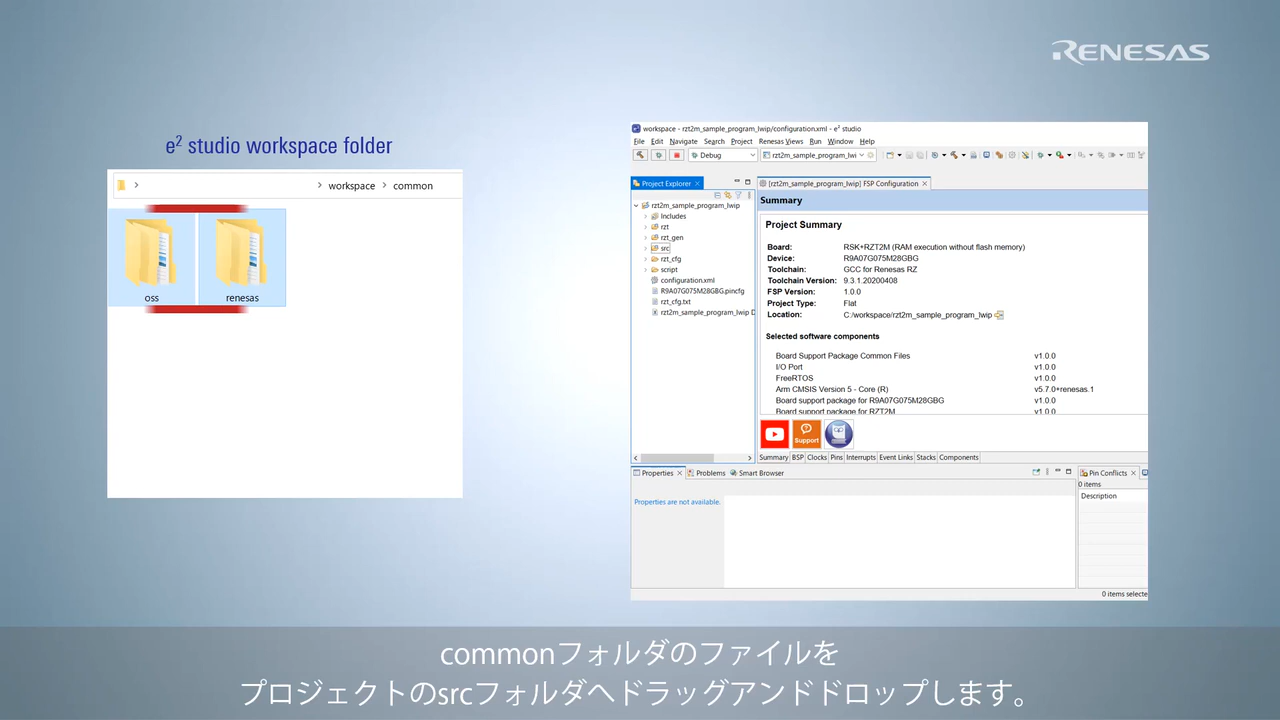 RENESAS
e² studio workspace folder
workspace
common
oss
renesas
workspace - rzt2m_sample_program_lwip/configuration.xml - e² studio
File Edit Navigate Search Project Renesas Views Run Window Help
Debug
rzt2m_sample_program_lwi
Project Explorer
[rzt2m_sample_program_lwip] FSP Configuration
rzt2m_sample_program_lwip
Includes
rzt
rzt_gen
src
rzt_cfg
script
configuration.xml
R9A07G075M28GBG.pincfg
rzt_cfg.txt
rzt2m_sample_program_lwip D
Summary
Project Summary
Board: RSK+RZT2M (RAM execution without flash memory)
Device: R9A07G075M28GBG
Toolchain: GCC for Renesas RZ
Toolchain Version: 9.3.1.20200408
FSP Version: 1.0.0
Project Type: Flat
Location: C:/workspace/rzt2m_sample_program_lwip
Selected software components
Board Support Package Common Files v1.0.0
I/O Port v1.0.0
FreeRTOS v1.0.0
Arm CMSIS Version 5 - Core (R) v5.7.0+renesas.1
Board support package for R9A07G075M28GBG v1.0.0
Board support package for RZT2M v1.0.0
Support
Summary BSP Clocks Pins Interrupts Event Links Stacks Components
Properties Problems Smart Browser
Properties are not available.
Pin Conflicts
0 items
Description
0 items selecte
commonフォルダのファイルを
プロジェクトのsrcフォルダへドラッグアンドドロップします。